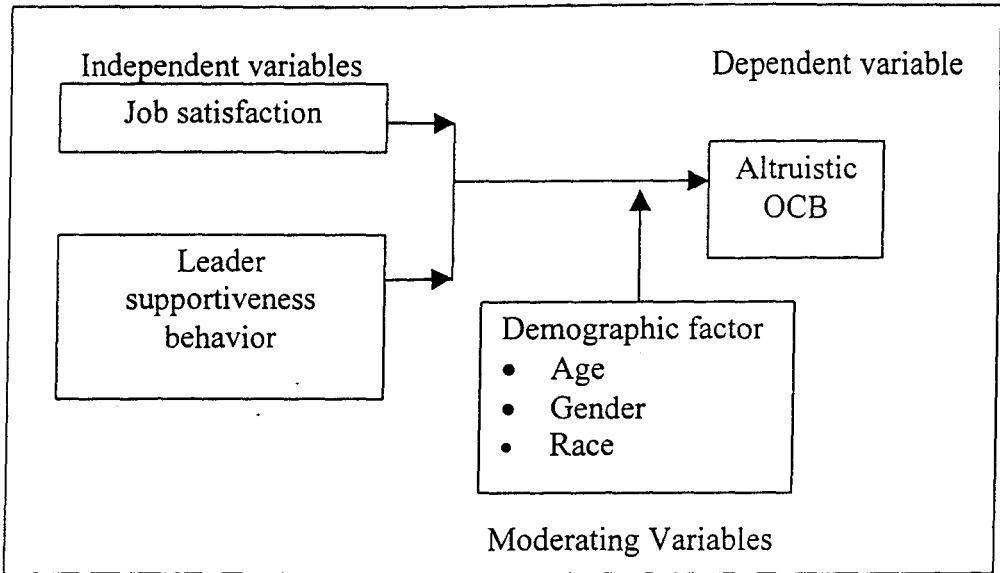 Independent variables
Job satisfaction
Leader
supportiveness
behavior
Dependent variable
Altruistic
OCB
Demographic factor
• Age
• Gender
• Race
Moderating Variables